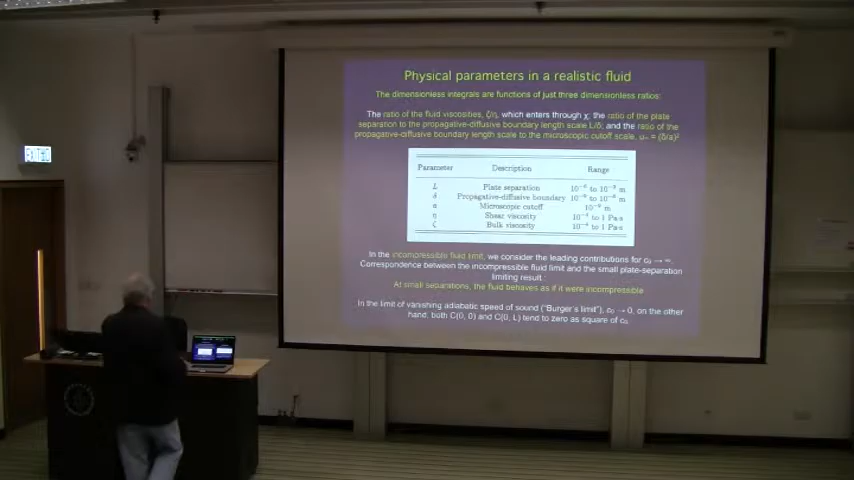 Physical parameters in a realistic fluid
The dimensionless integrals are functions of just three dimensionless ratios:
The ratio of the fluid viscosities, ζ/η, which enters through χ; the ratio of the plate
separation to the propagative-diffusive boundary length scale L/δ; and the ratio of the
propagative-diffusive boundary length scale to the microscopic cutoff scale, u∞ = (δ/a)²
Parameter Description Range
L Plate separation 10⁻⁶ to 10⁻³ m
δ Propagative-diffusive boundary m
Microscopic cutoff 10⁻⁹ m
η Shear viscosity 10⁻⁴ to 1 Pa·s
ζ Bulk viscosity 10⁻⁴ to 1 Pa·s
In the incompressible fluid limit, we consider the leading contributions for c₀ → ∞.
Correspondence between the incompressible fluid limit and the small plate-separation
limiting result :
At small separations, the fluid behaves as if it were incompressible
In the limit of vanishing adiabatic speed of sound ("Burger's limit"), c₀ → 0, on the other
hand, both C(0, 0) and C(0, L) tend to zero as square of c₀